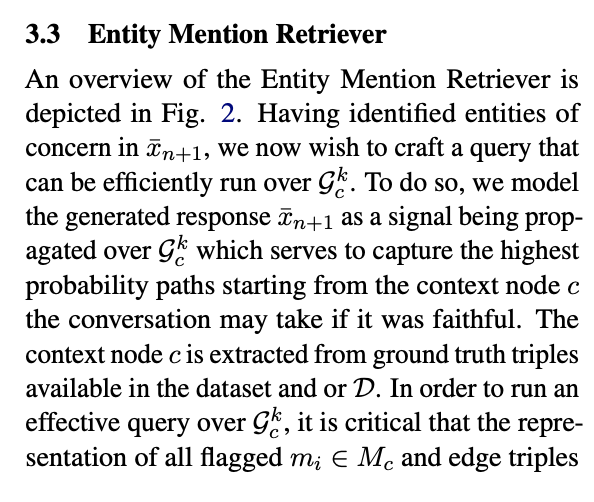 3.3 Entity Mention Retriever
An overview of the Entity Mention Retriever is
depicted in Fig. 2. Having identified entities of
concern in x̄ₙ₊₁, we now wish to craft a query that
can be efficiently run over 𝒢ᶜᵏ. To do so, we model
the generated response x̄ₙ₊₁ as a signal being prop-
agated over 𝒢ᶜᵏ which serves to capture the highest
probability paths starting from the context node c
the conversation may take if it was faithful. The
context node c is extracted from ground truth triples
available in the dataset and or 𝒟. In order to run an
effective query over 𝒢ᶜᵏ, it is critical that the repre-
sentation of all flagged mᵢ ∈ M_c and edge triples